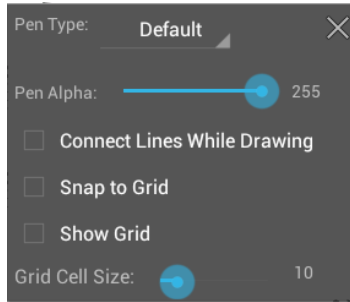 Pen Type: Default
Pen Alpha: 255
Connect Lines While Drawing
Snap to Grid
Show Grid
Grid Cell Size: 10